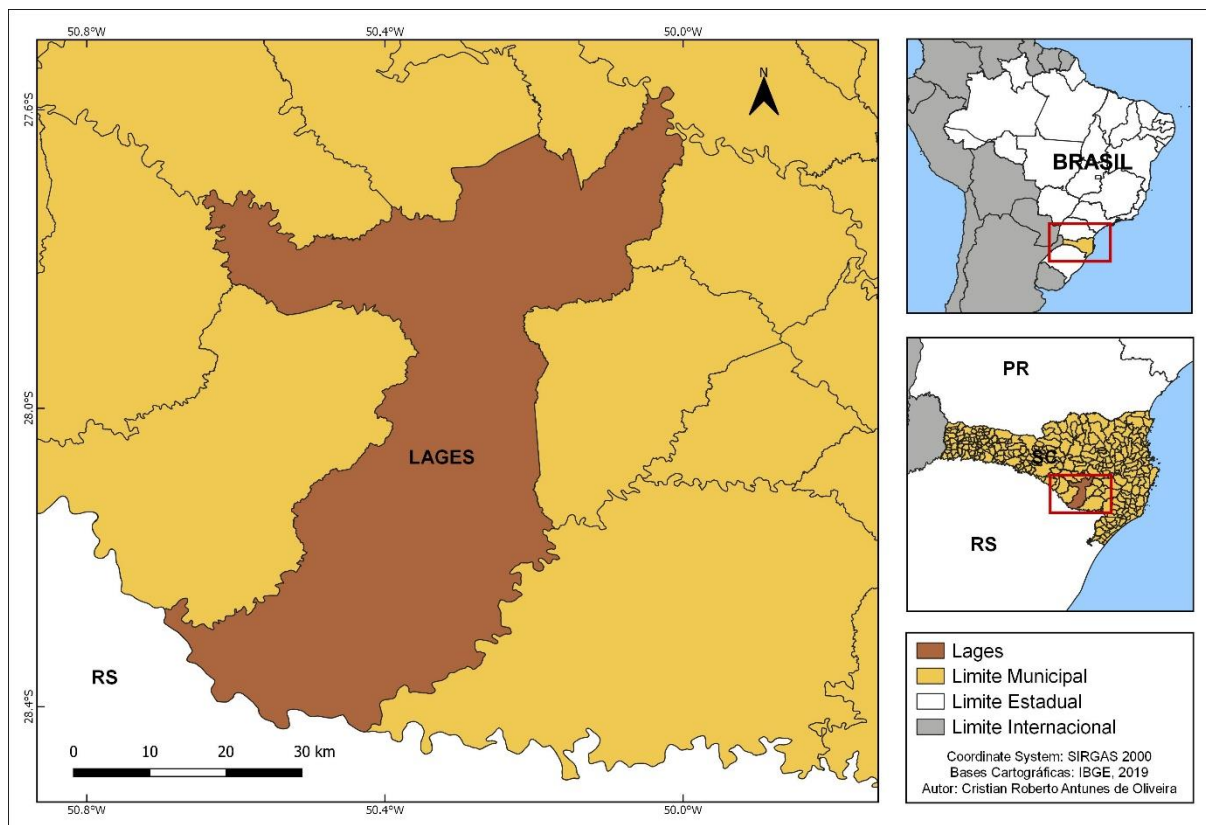 50.8°W
50.4°W
50.0°W
27.6°S
28.0°S
28.4°S
N
LAGES
RS
0 10 20 30 km
50.8°W
50.4°W
50.0°W
BRASIL
PR
SC
RS
Lages
Limite Municipal
Limite Estadual
Limite Internacional
Coordinate System: SIRGAS 2000
Bases Cartográficas: IBGE, 2019
Autor: Cristian Roberto Antunes de Oliveira